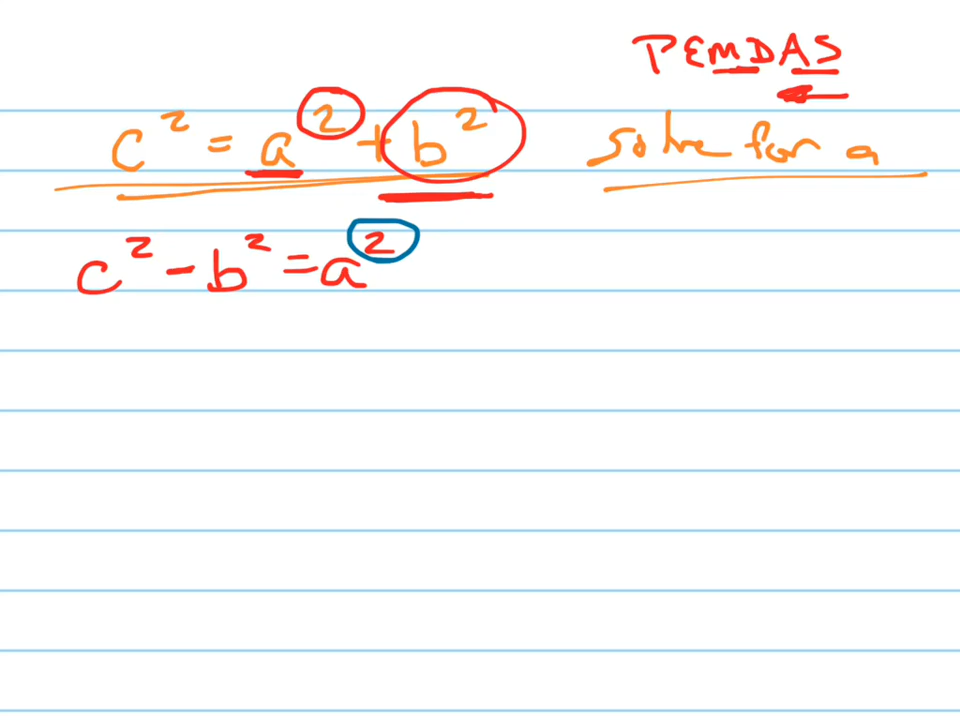 PEMDAS
c² = a² + b² solve for a
c² - b² = a²